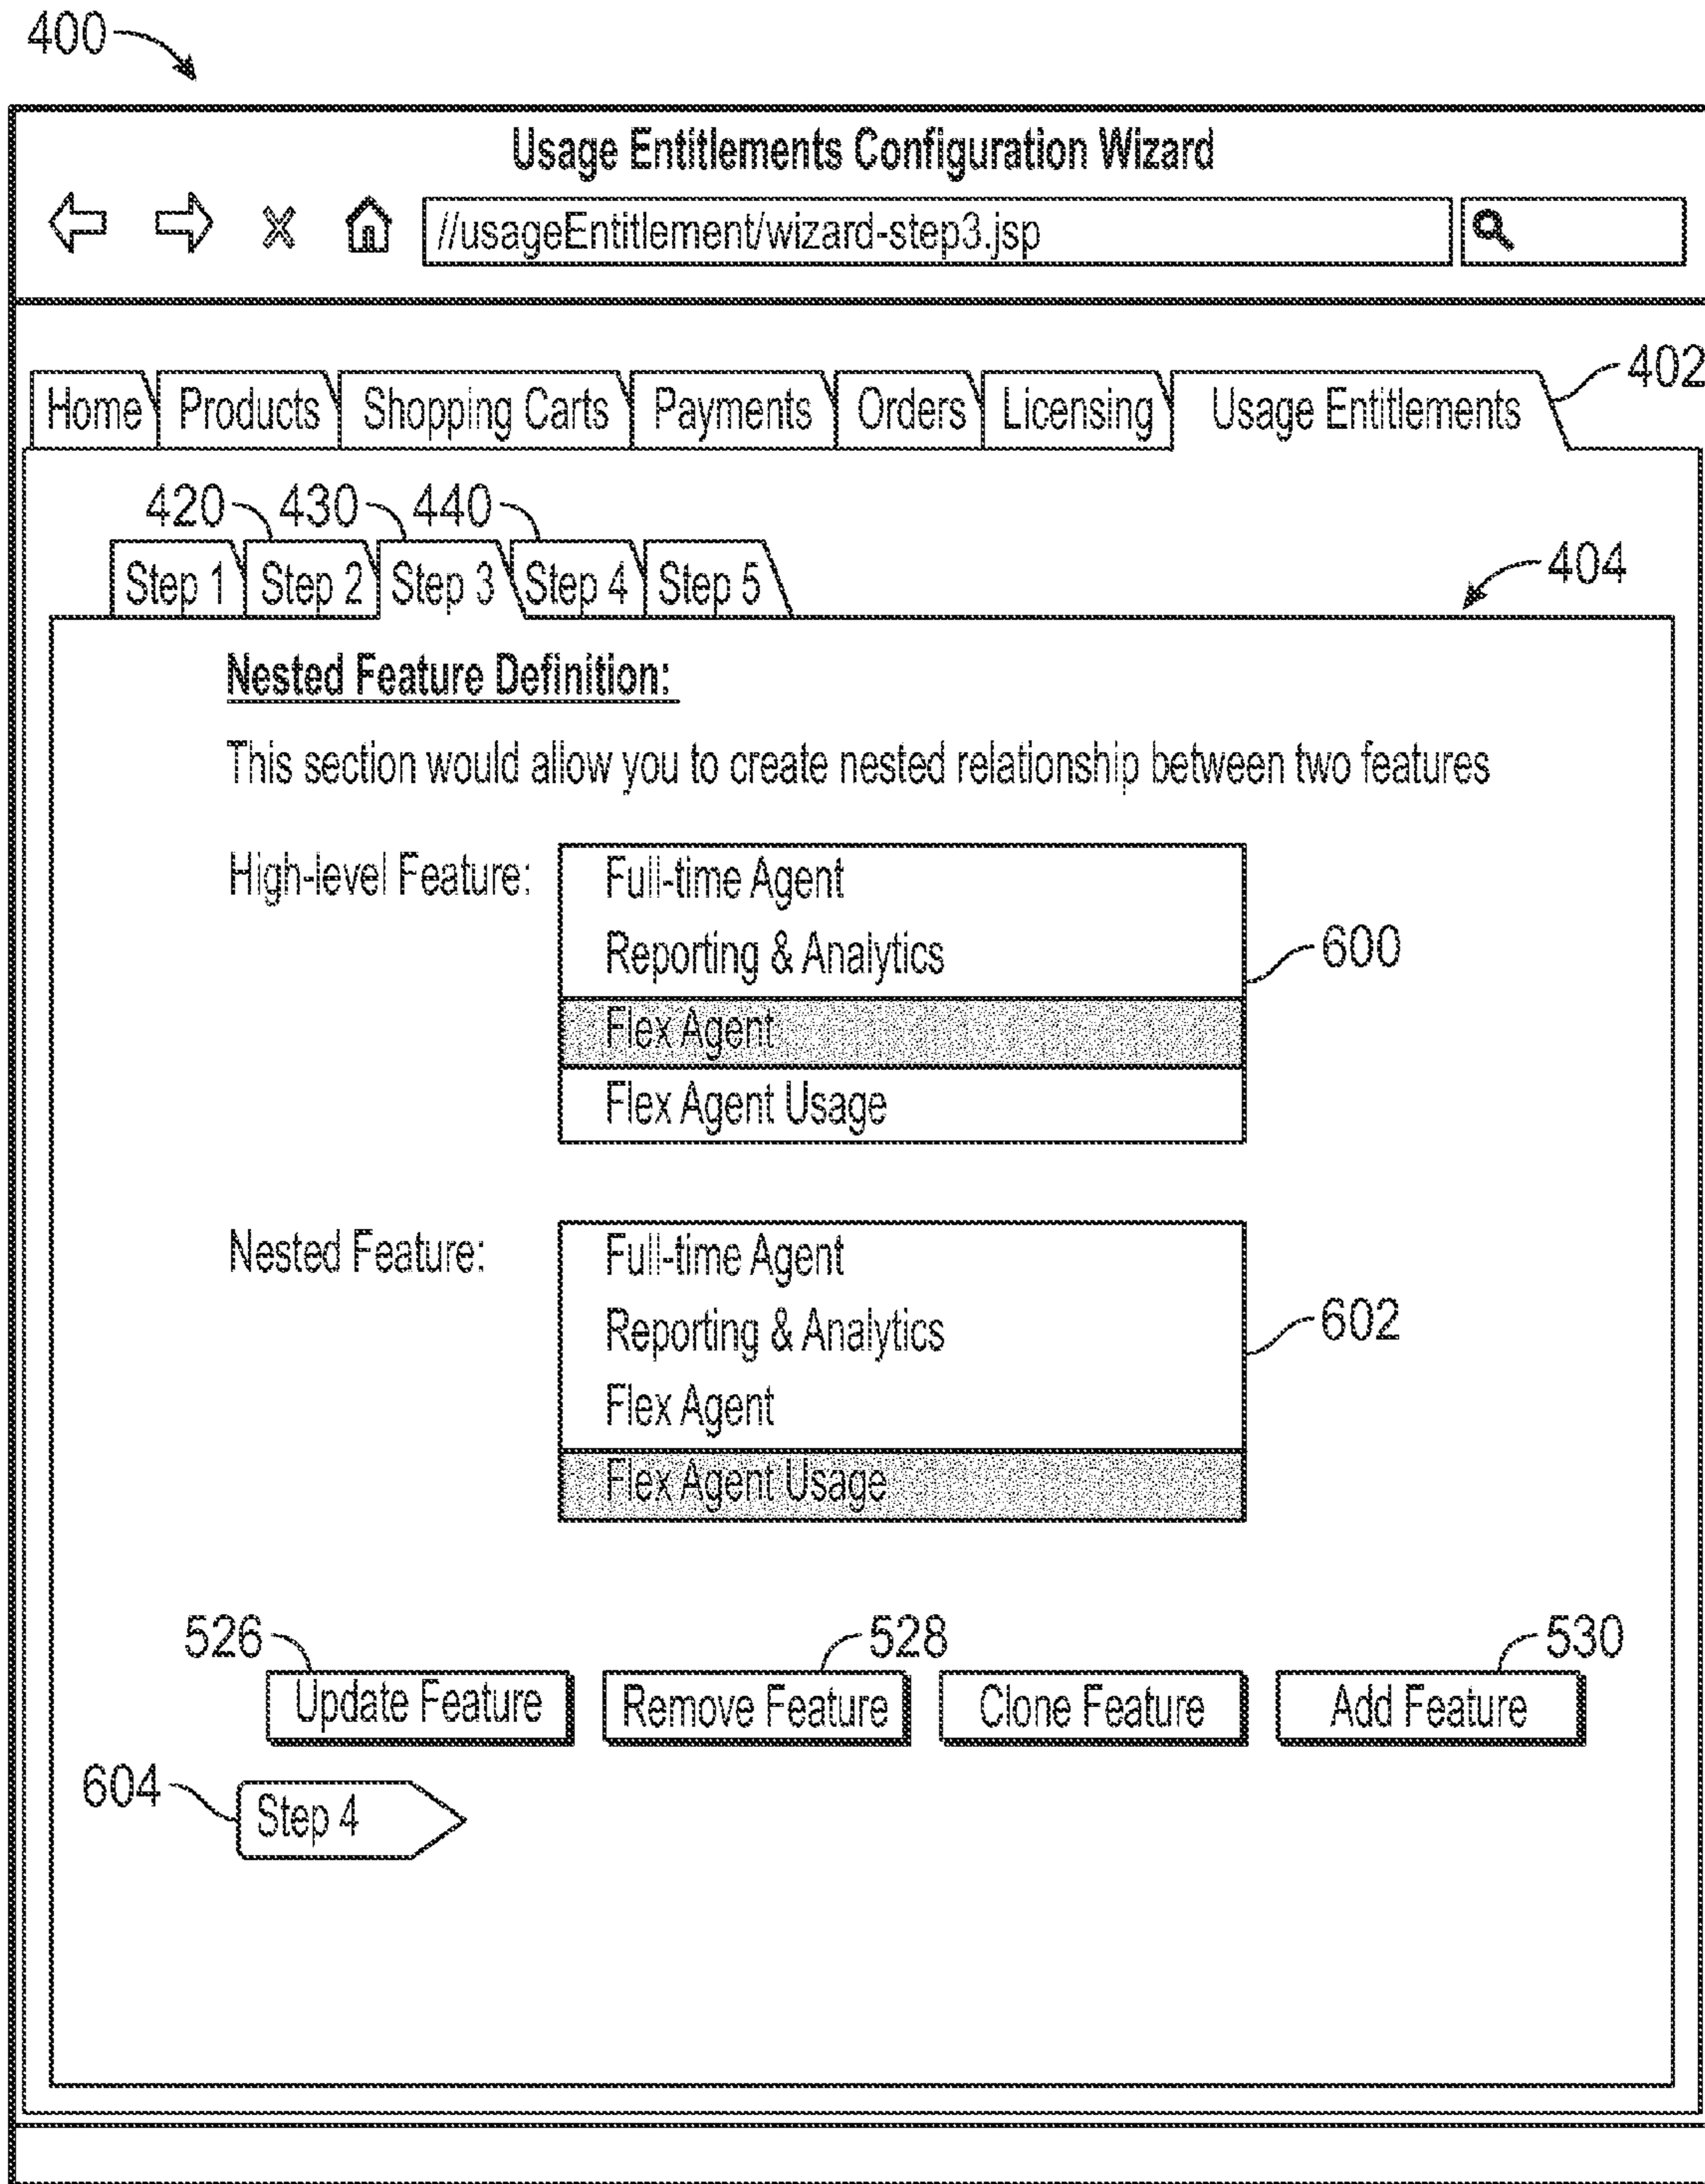 400
Usage Entitlements Configuration Wizard
//usageEntitlement/wizard-step3.jsp
402
Home Products Shopping Carts Payments Orders Licensing Usage Entitlements
420 430 440
404
Step 1 Step 2 Step 3 Step 4 Step 5
Nested Feature Definition:
This section would allow you to create nested relationship between two features
High-level Feature: Full-time Agent
Reporting & Analytics
600
Flex Agent
Flex Agent Usage
Nested Feature: Full-time Agent
Reporting & Analytics
602
Flex Agent
Flex Agent Usage
526 528 530
Update Feature Remove Feature Clone Feature Add Feature
604
Step 4